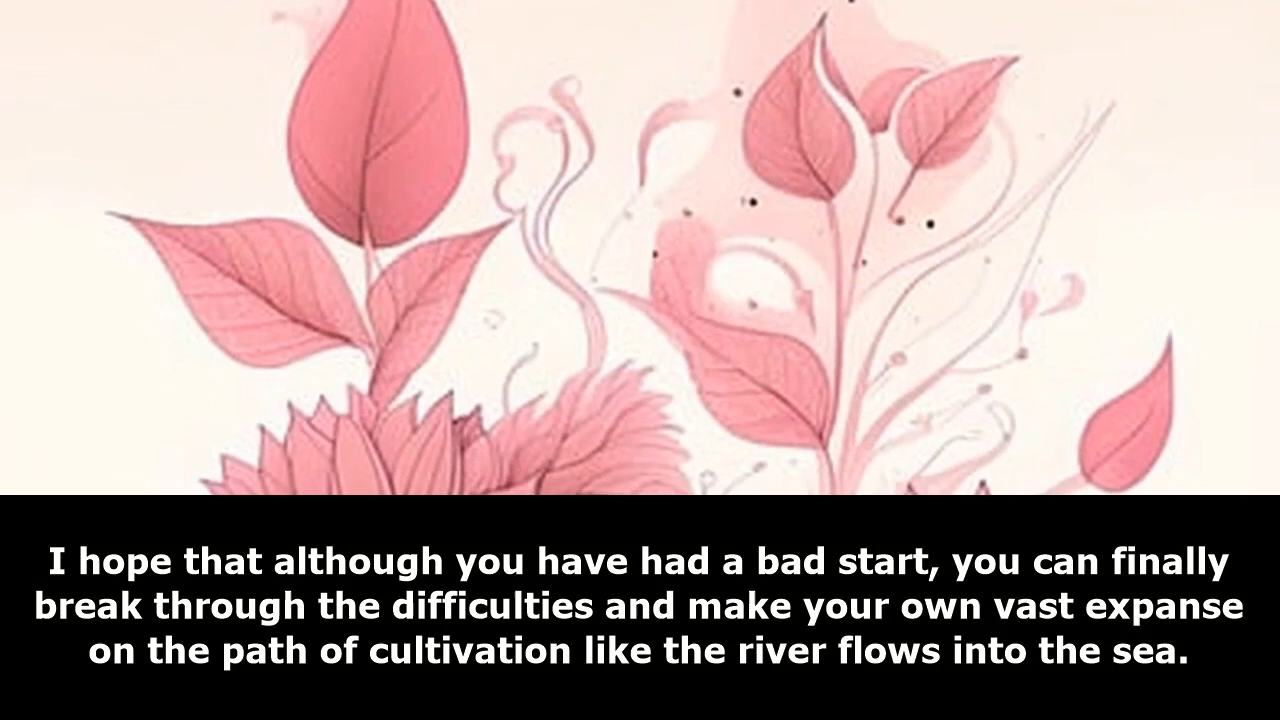 I hope that although you have had a bad start, you can finally
break through the difficulties and make your own vast expanse
on the path of cultivation like the river flows into the sea.